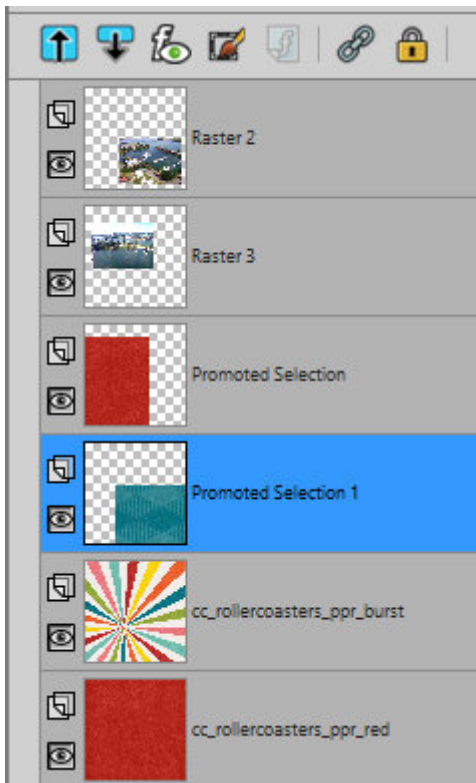 Raster 2
Raster 3
Promoted Selection
Promoted Selection 1
cc_rollercoasters_ppr_burst
cc_rollercoasters_ppr_red